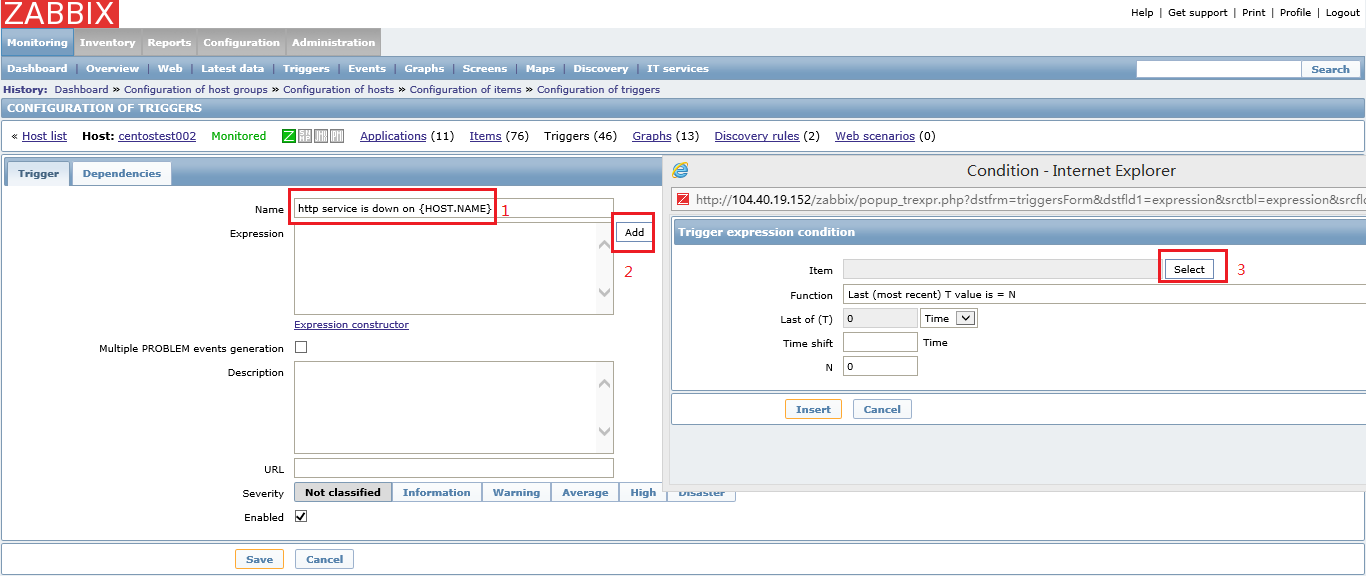 ZABBIX
Help | Get support | Print | Profile | Logout
Monitoring Inventory Reports Configuration Administration
Dashboard | Overview | Web | Latest data | Triggers | Events | Graphs | Screens | Maps | Discovery | IT services Search
History: Dashboard » Configuration of host groups » Configuration of hosts » Configuration of items » Configuration of triggers
CONFIGURATION OF TRIGGERS
« Host list Host: centostest002 Monitored Z Applications (11) Items (76) Triggers (46) Graphs (13) Discovery rules (2) Web scenarios (0)
Trigger Dependencies
Name http service is down on {HOST.NAME} 1
Expression Add
2
Expression constructor
Multiple PROBLEM events generation
Description
URL
Severity Not classified Information Warning Average High Disaster
Enabled
Save Cancel
Condition - Internet Explorer
http://104.40.19.152/zabbix/popup_trexpr.php?dstfrm=triggersForm&dstfld1=expression&srctbl=expression&srcfld
Trigger expression condition
Item Select 3
Function Last (most recent) T value is = N
Last of (T) 0 Time
Time shift Time
N 0
Insert Cancel